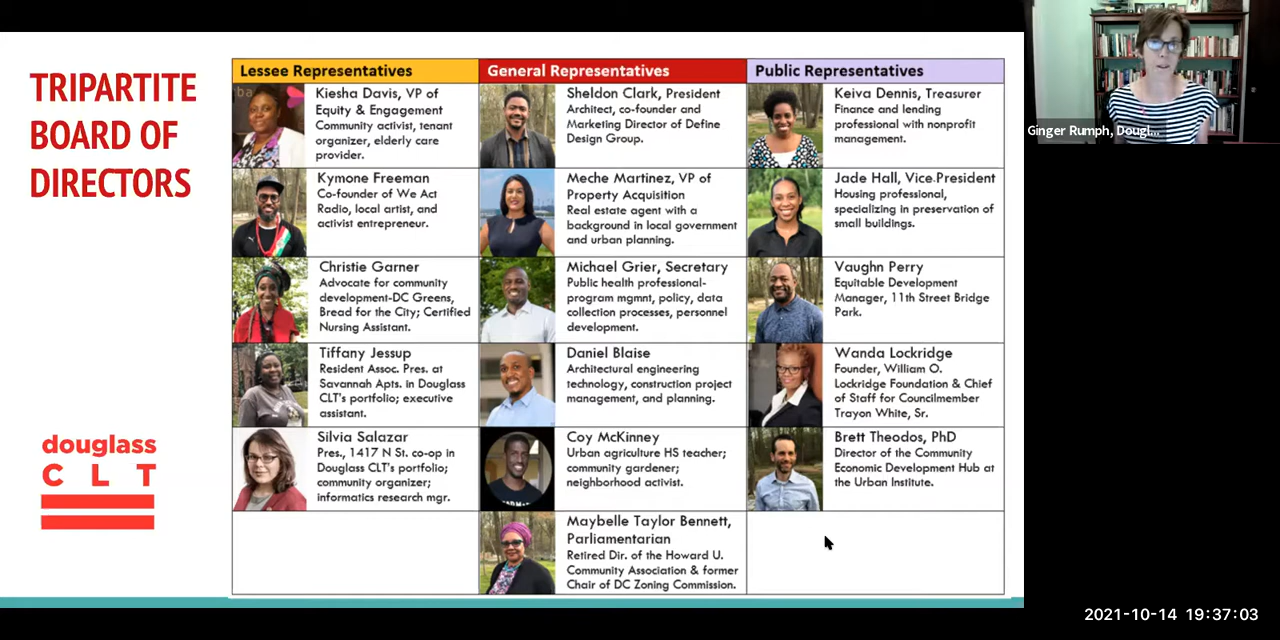 TRIPARTITE
BOARD OF
DIRECTORS
douglass
C L T
Lessee Representatives
Kiesha Davis, VP of
Equity & Engagement
Community activist, tenant
organizer, elderly care
provider.
Kymone Freeman
Co-founder of We Act
Radio, local artist, and
activist entrepreneur.
Christie Garner
Advocate for community
development-DC Greens,
Bread for the City; Certified
Nursing Assistant.
Tiffany Jessup
Resident Assoc. Pres. at
Savannah Apts. in Douglass
CLT's portfolio; executive
assistant.
Silvia Salazar
Pres., 1417 N St. co-op in
Douglass CLT's portfolio;
community organizer;
informatics research mgr.
General Representatives
Sheldon Clark, President
Architect, co-founder and
Marketing Director of Define
Design Group.
Meche Martinez, VP of
Property Acquisition
Real estate agent with a
background in local government
and urban planning.
Michael Grier, Secretary
Public health professional-
program mgmnt, policy, data
collection processes, personnel
development.
Daniel Blaise
Architectural engineering
technology, construction project
management, and planning.
Coy McKinney
Urban agriculture HS teacher;
community gardener;
neighborhood activist.
Maybelle Taylor Bennett,
Parliamentarian
Retired Dir. of the Howard U.
Community Association & former
Chair of DC Zoning Commission.
Public Representatives
Keiva Dennis, Treasurer
Finance and lending
professional with nonprofit
management.
Jade Hall, Vice President
Housing professional,
specializing in preservation of
small buildings.
Vaughn Perry
Equitable Development
Manager, 11th Street Bridge
Park.
Wanda Lockridge
Founder, William O.
Lockridge Foundation & Chief
of Staff for Councilmember
Trayon White, Sr.
Brett Theodos, PhD
Director of the Community
Economic Development Hub at
the Urban Institute.
Ginger Rumph, Dougl...
2021-10-14 19:37:03